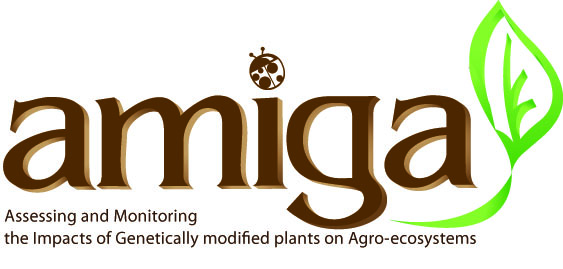 amiga
Assessing and Monitoring
the Impacts of Genetically modified plants on Agro-ecosystems